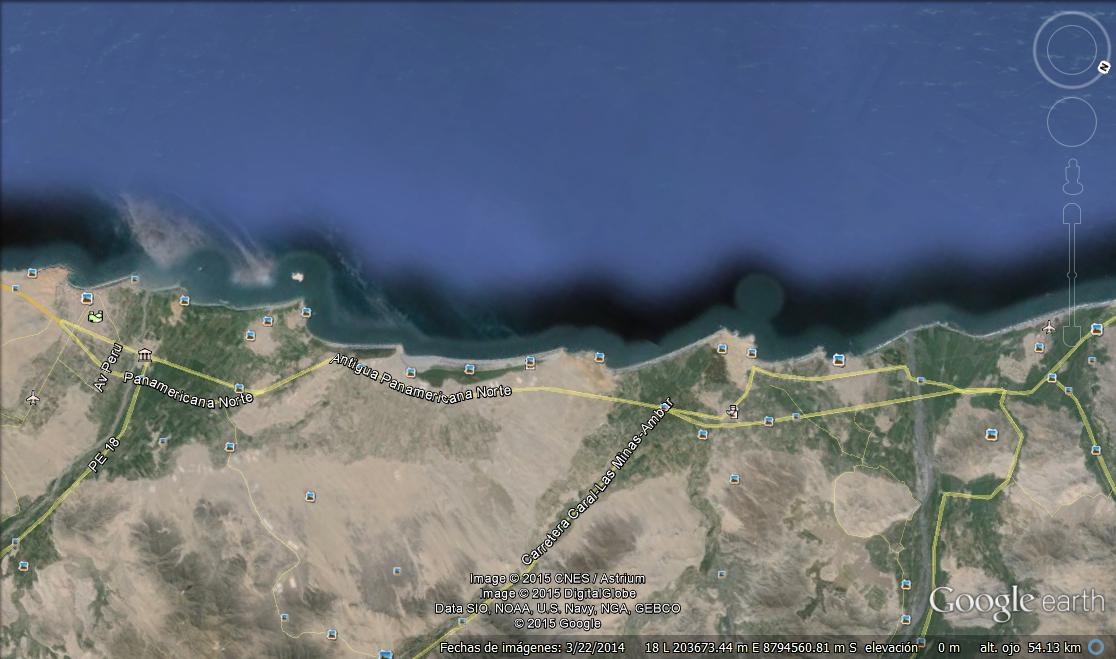 N
Av Peru
Panamericana Norte
Antigua Panamericana Norte
PE 18
Carretera Caral-Las Minas-Ambar
Image © 2015 CNES / Astrium
Image © 2015 DigitalGlobe
Data SIO, NOAA, U.S. Navy, NGA, GEBCO
© 2015 Google
Google earth
Fechas de imágenes: 3/22/2014 18 L 203673.44 m E 8794560.81 m S elevación 0 m alt. ojo 54.13 km